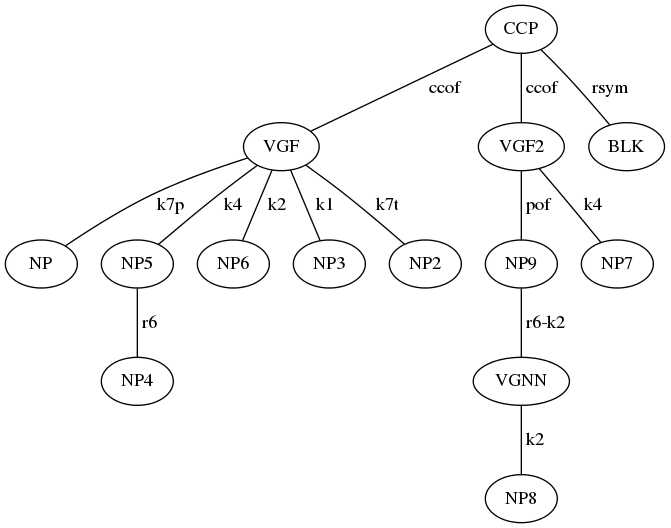 CCP
ccof ccof rsym
VGF VGF2 BLK
k7p k4 k2 k1 k7t pof k4
NP NP5 NP6 NP3 NP2 NP9 NP7
r6 r6-k2
NP4 VGNN
k2
NP8